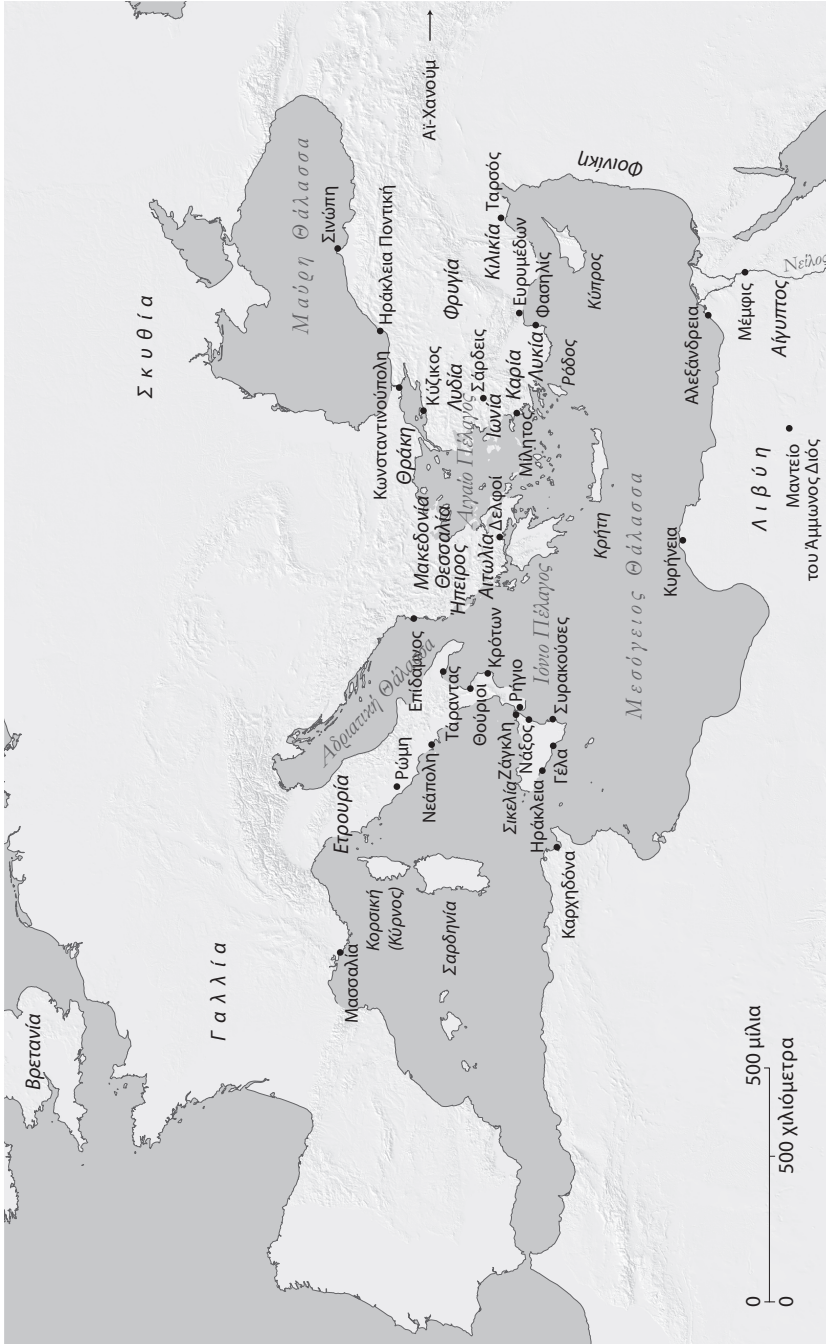 Βρετανία
Γαλλία
Σκυθία
Μασσαλία
Κορσική
(Κύρνος)
Σαρδηνία
Ετρουρία
Ρώμη
Νεάπολη
Αδριατική Θάλασσα
Επίδαμνος
Τάραντας
Θούριοι
Κρότων
Ρήγιο
Ζάγκλη
Σικελία
Νάξος
Ηράκλεια
Γέλα
Συρακούσες
Ιόνιο Πέλαγος
Καρχηδόνα
Μακεδονία
Θεσσαλία
Ήπειρος
Αιτωλία
Δελφοί
Αιγαίο Πέλαγος
Θράκη
Κωνσταντινούπολη
Κύζικος
Λυδία
Σάρδεις
Ιωνία
Μίλητος
Καρία
Λυκία
Ρόδος
Κρήτη
Μαύρη Θάλασσα
Σινώπη
Ηράκλεια Ποντική
Φρυγία
Κιλικία
Ταρσός
Ευρυμέδων
Φασηλίς
Κύπρος
Φοινίκη
Αϊ-Χανούμ
Μεσόγειος Θάλασσα
Κυρήνεια
Λιβύη
Μαντείο
του Άμμωνος Διός
Αλεξάνδρεια
Μέμφις
Αίγυπτος
Νείλος
0
500 μίλια
0
500 χιλιόμετρα